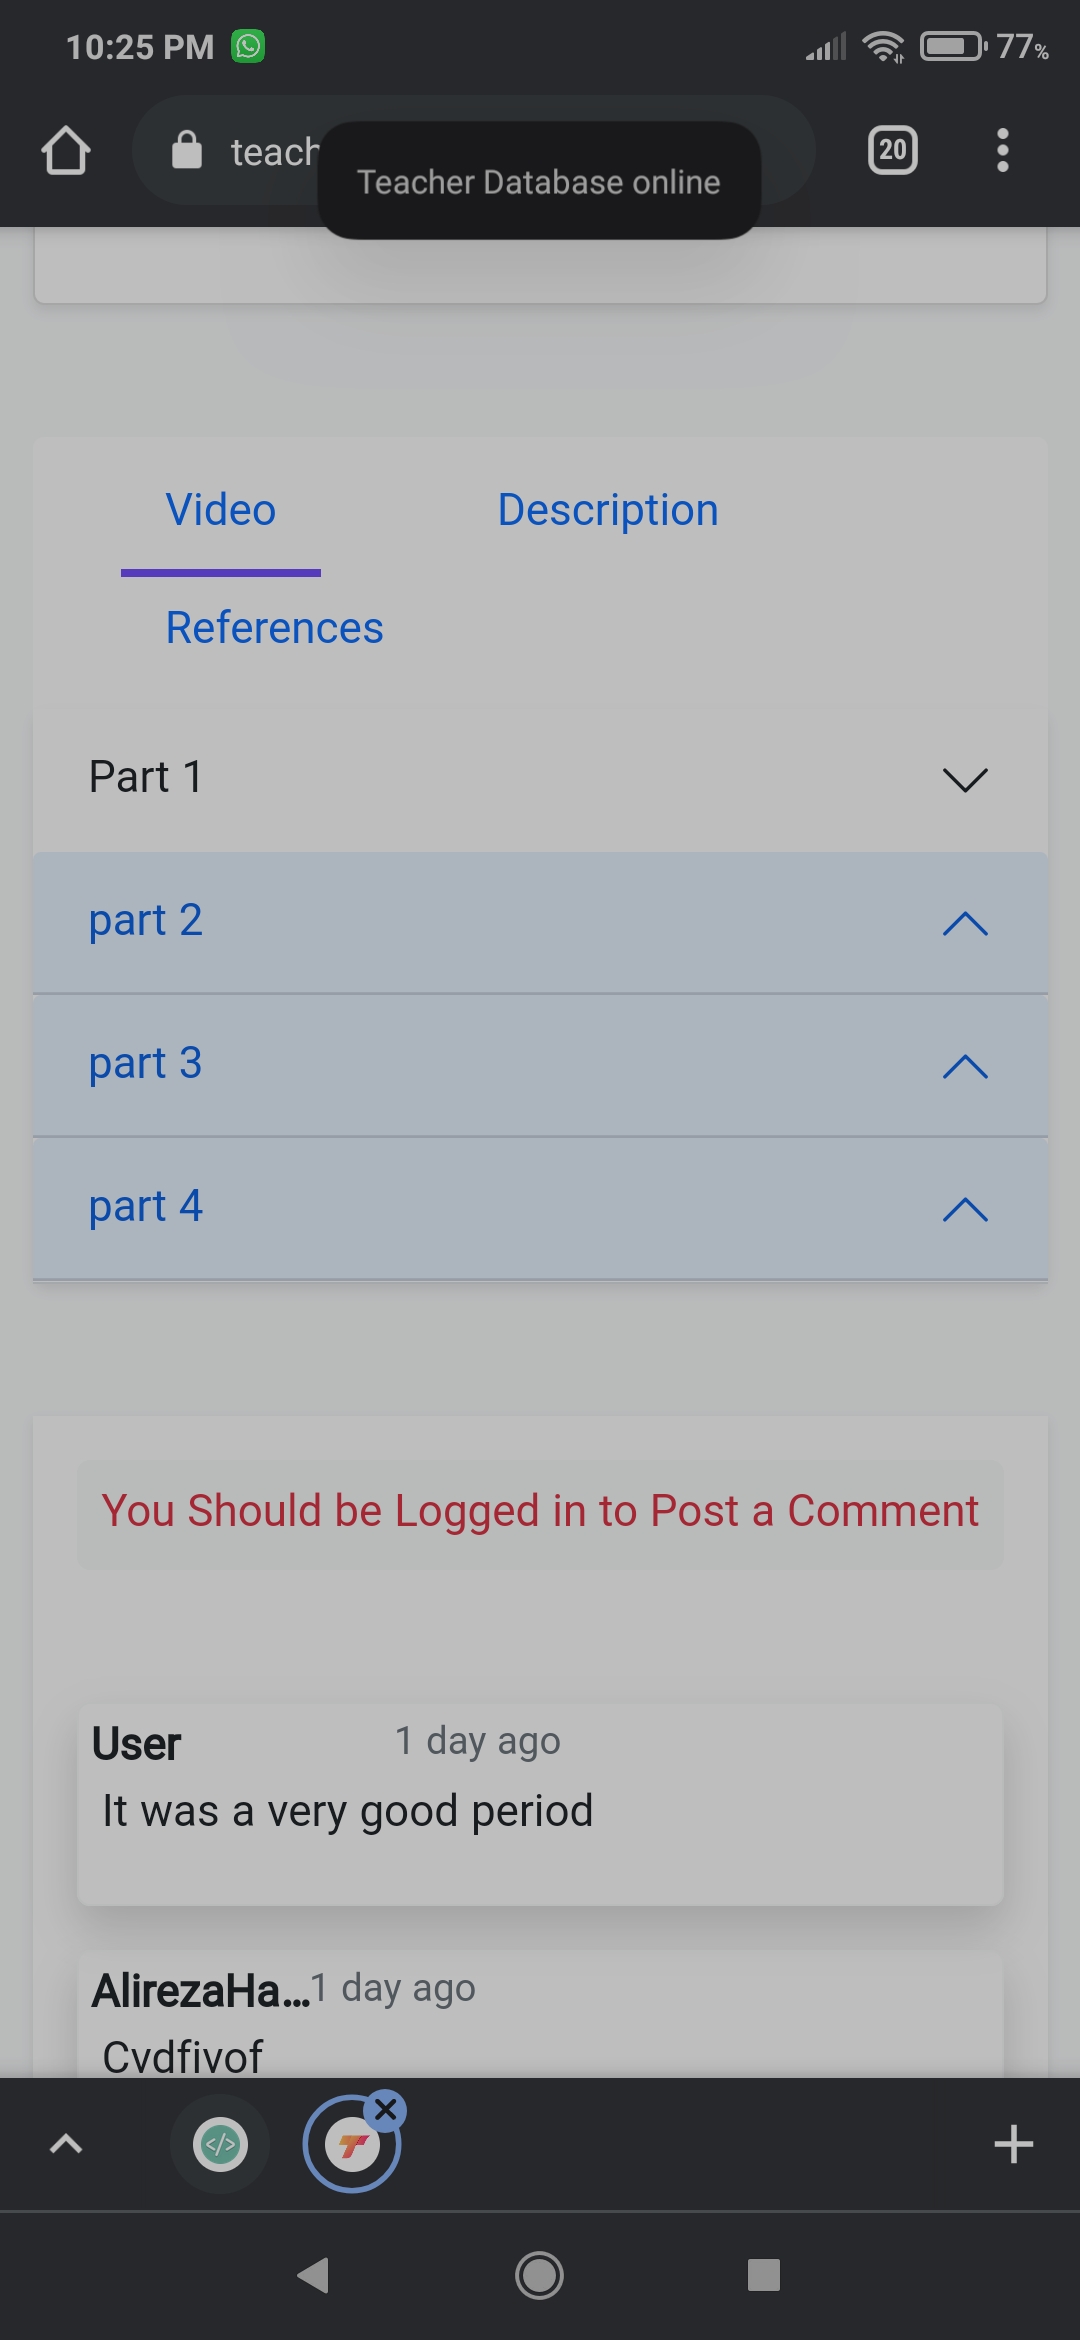 10:25 PM 77%
teach 20
Teacher Database online
Video Description
References
Part 1
part 2
part 3
part 4
You Should be Logged in to Post a Comment
User 1 day ago
It was a very good period
AlirezaHa... 1 day ago
Cvdfivof